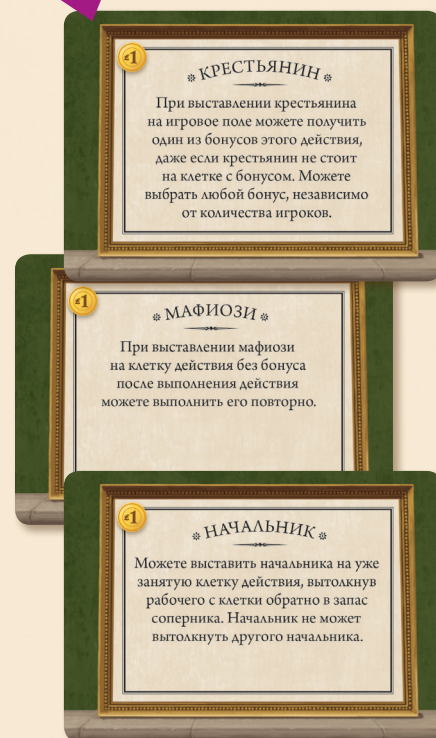 1
КРЕСТЬЯНИН
При выставлении крестьянина
на игровое поле можете получить
один из бонусов этого действия,
даже если крестьянин не стоит
на клетке с бонусом. Можете
выбрать любой бонус, независимо
от количества игроков.
1
МАФИОЗИ
При выставлении мафиози
на клетку действия без бонуса
после выполнения действия
можете выполнить его повторно.
1
НАЧАЛЬНИК
Можете выставить начальника на уже
занятую клетку действия, вытолкнув
рабочего с клетки обратно в запас
соперника. Начальник не может
вытолкнуть другого начальника.